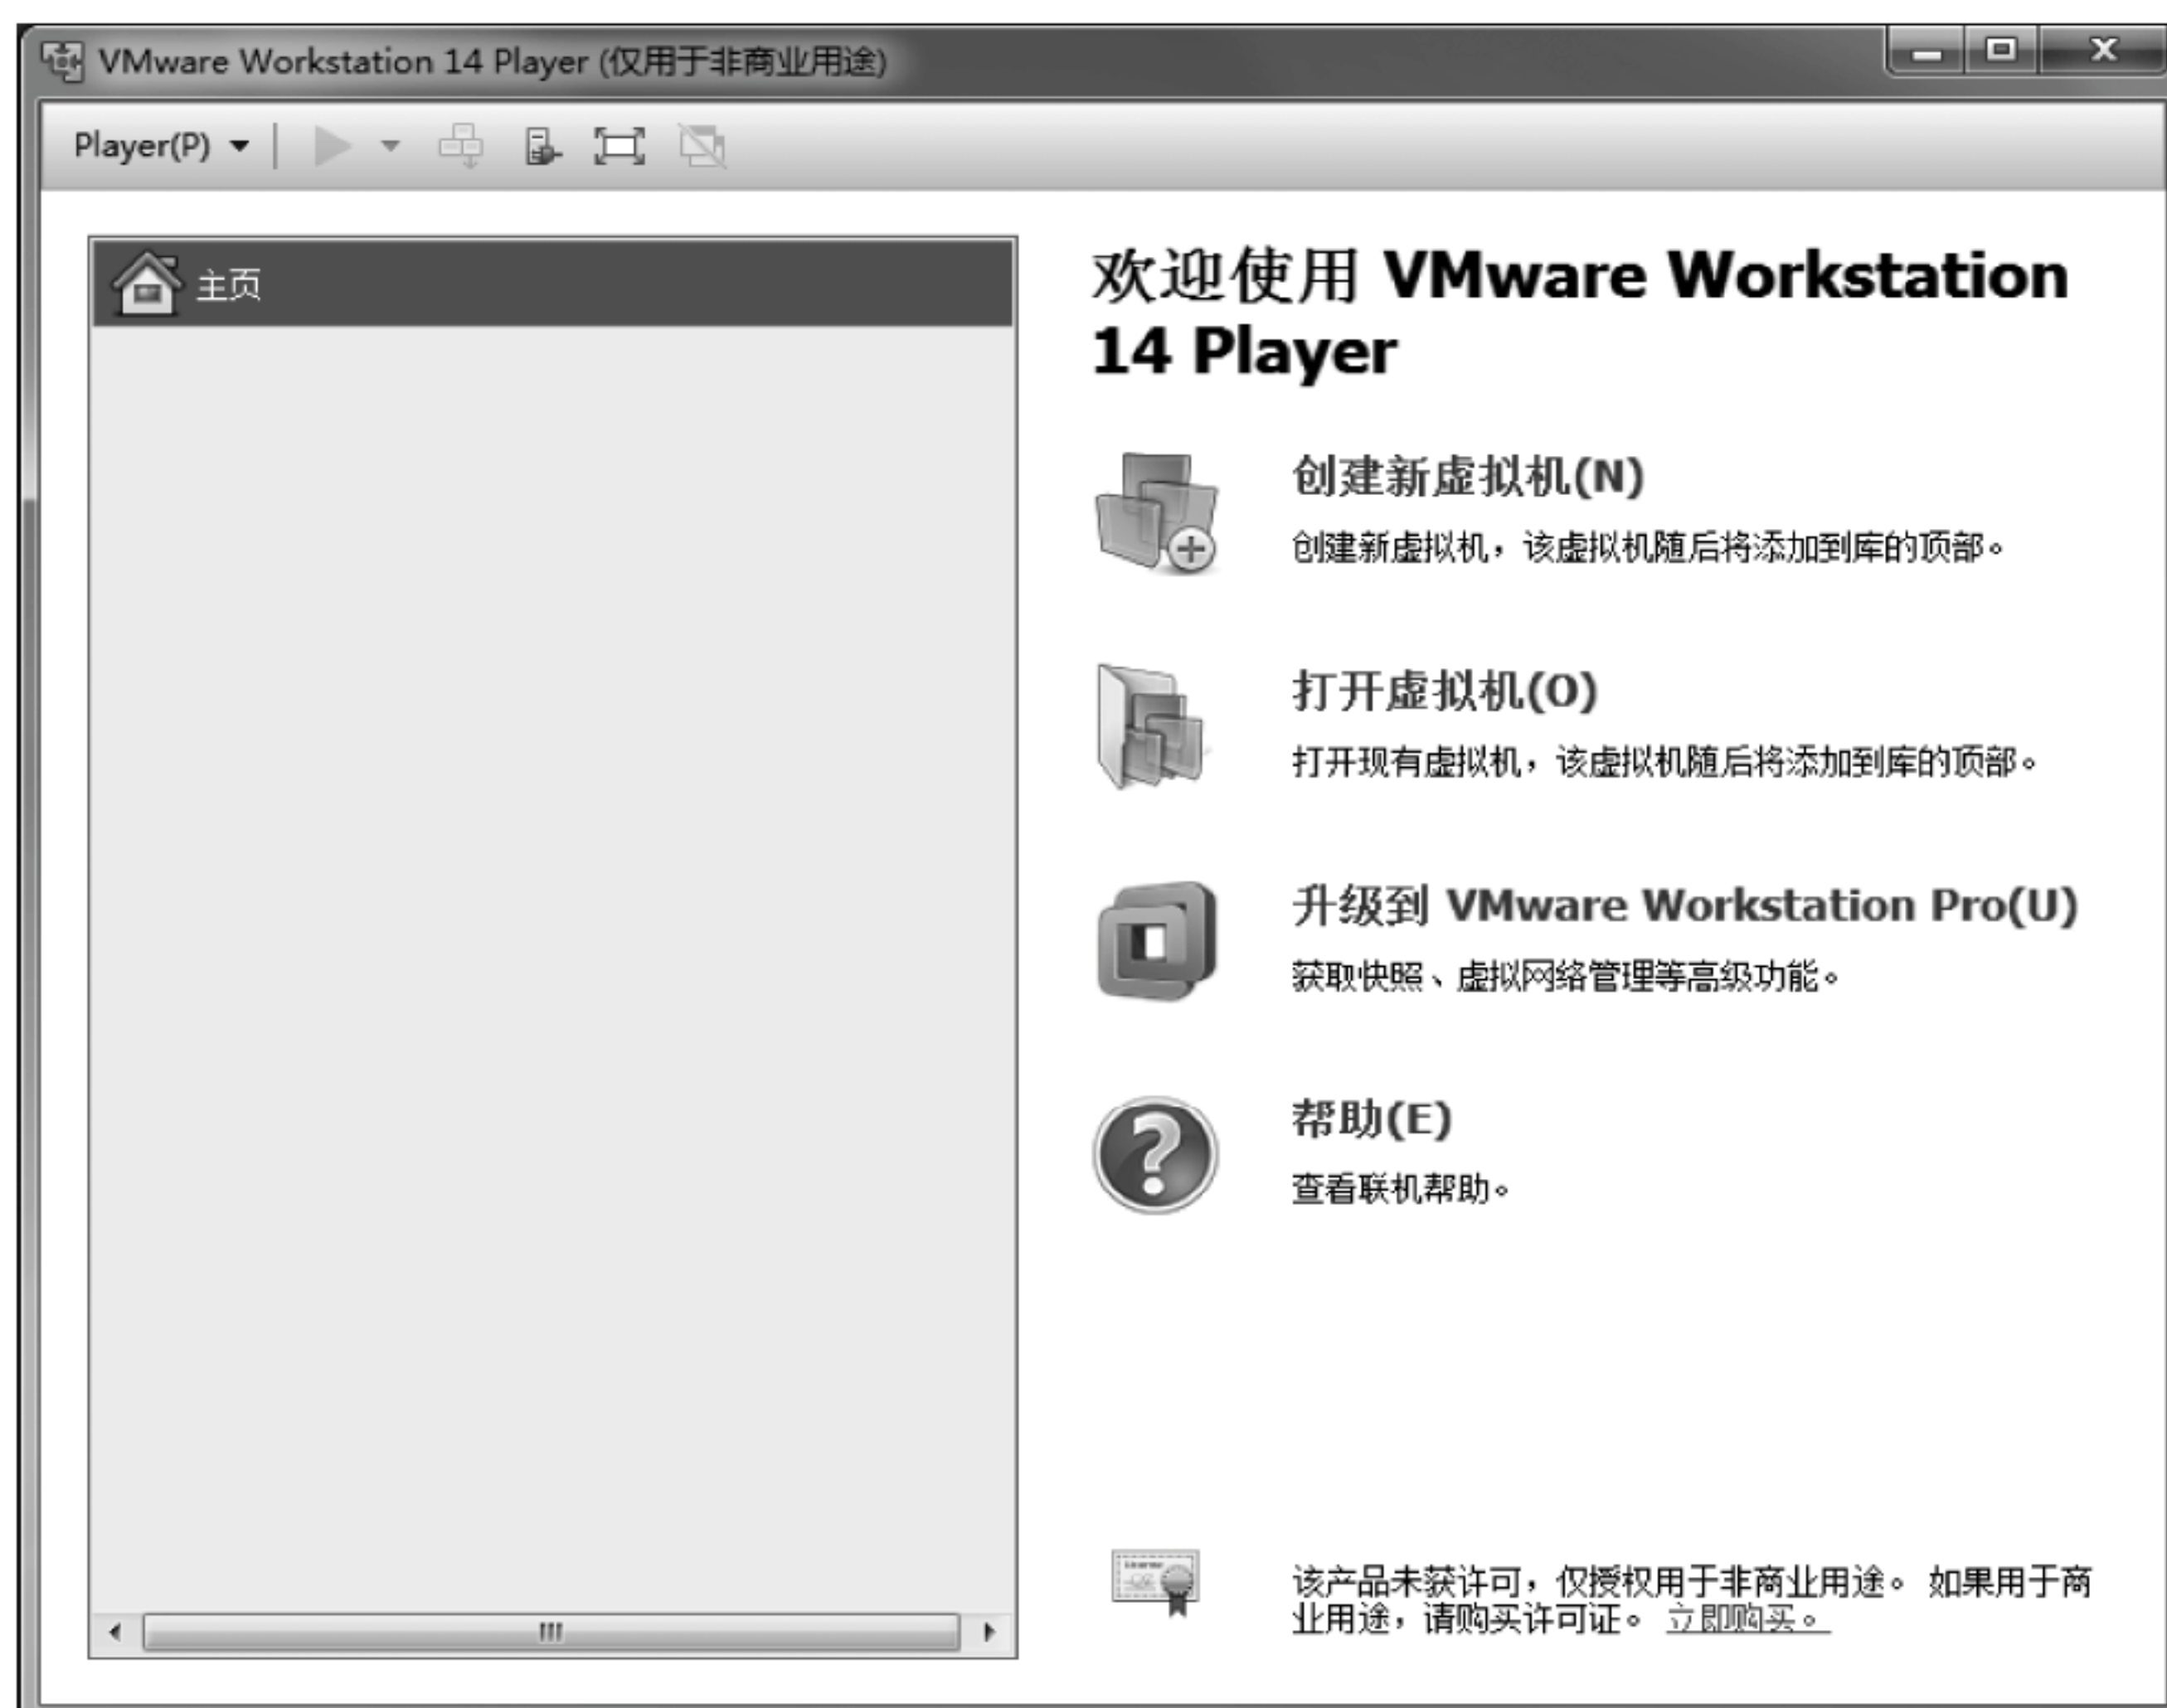 VMware Workstation 14 Player (仅用于非商业用途)
Player(P)
主页
欢迎使用 VMware Workstation
14 Player
创建新虚拟机(N)
创建新虚拟机，该虚拟机随后将添加到库的顶部。
打开虚拟机(O)
打开现有虚拟机，该虚拟机随后将添加到库的顶部。
升级到 VMware Workstation Pro(U)
获取快照、虚拟网络管理等高级功能。
帮助(E)
查看联机帮助。
该产品未获许可，仅授权用于非商业用途。 如果用于商
业用途，请购买许可证。 立即购买。